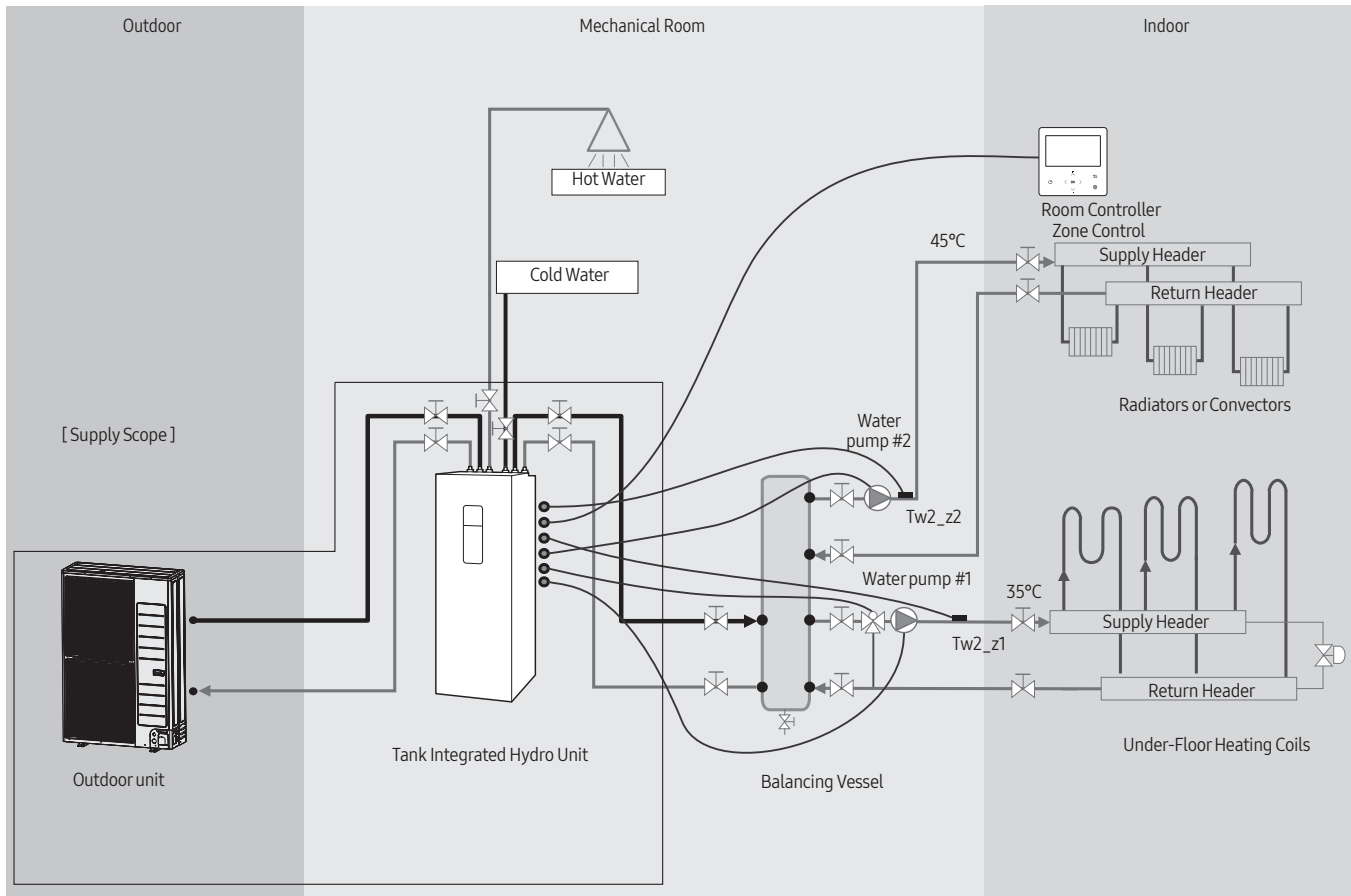 Outdoor
Mechanical Room
Indoor
Hot Water
Room Controller
Zone Control
45°C
Supply Header
Cold Water
Return Header
Radiators or Convectors
[ Supply Scope ]
Water
pump #2
Tw2_z2
Water pump #1
35°C
Supply Header
Tw2_z1
Return Header
Tank Integrated Hydro Unit
Under-Floor Heating Coils
Outdoor unit
Balancing Vessel